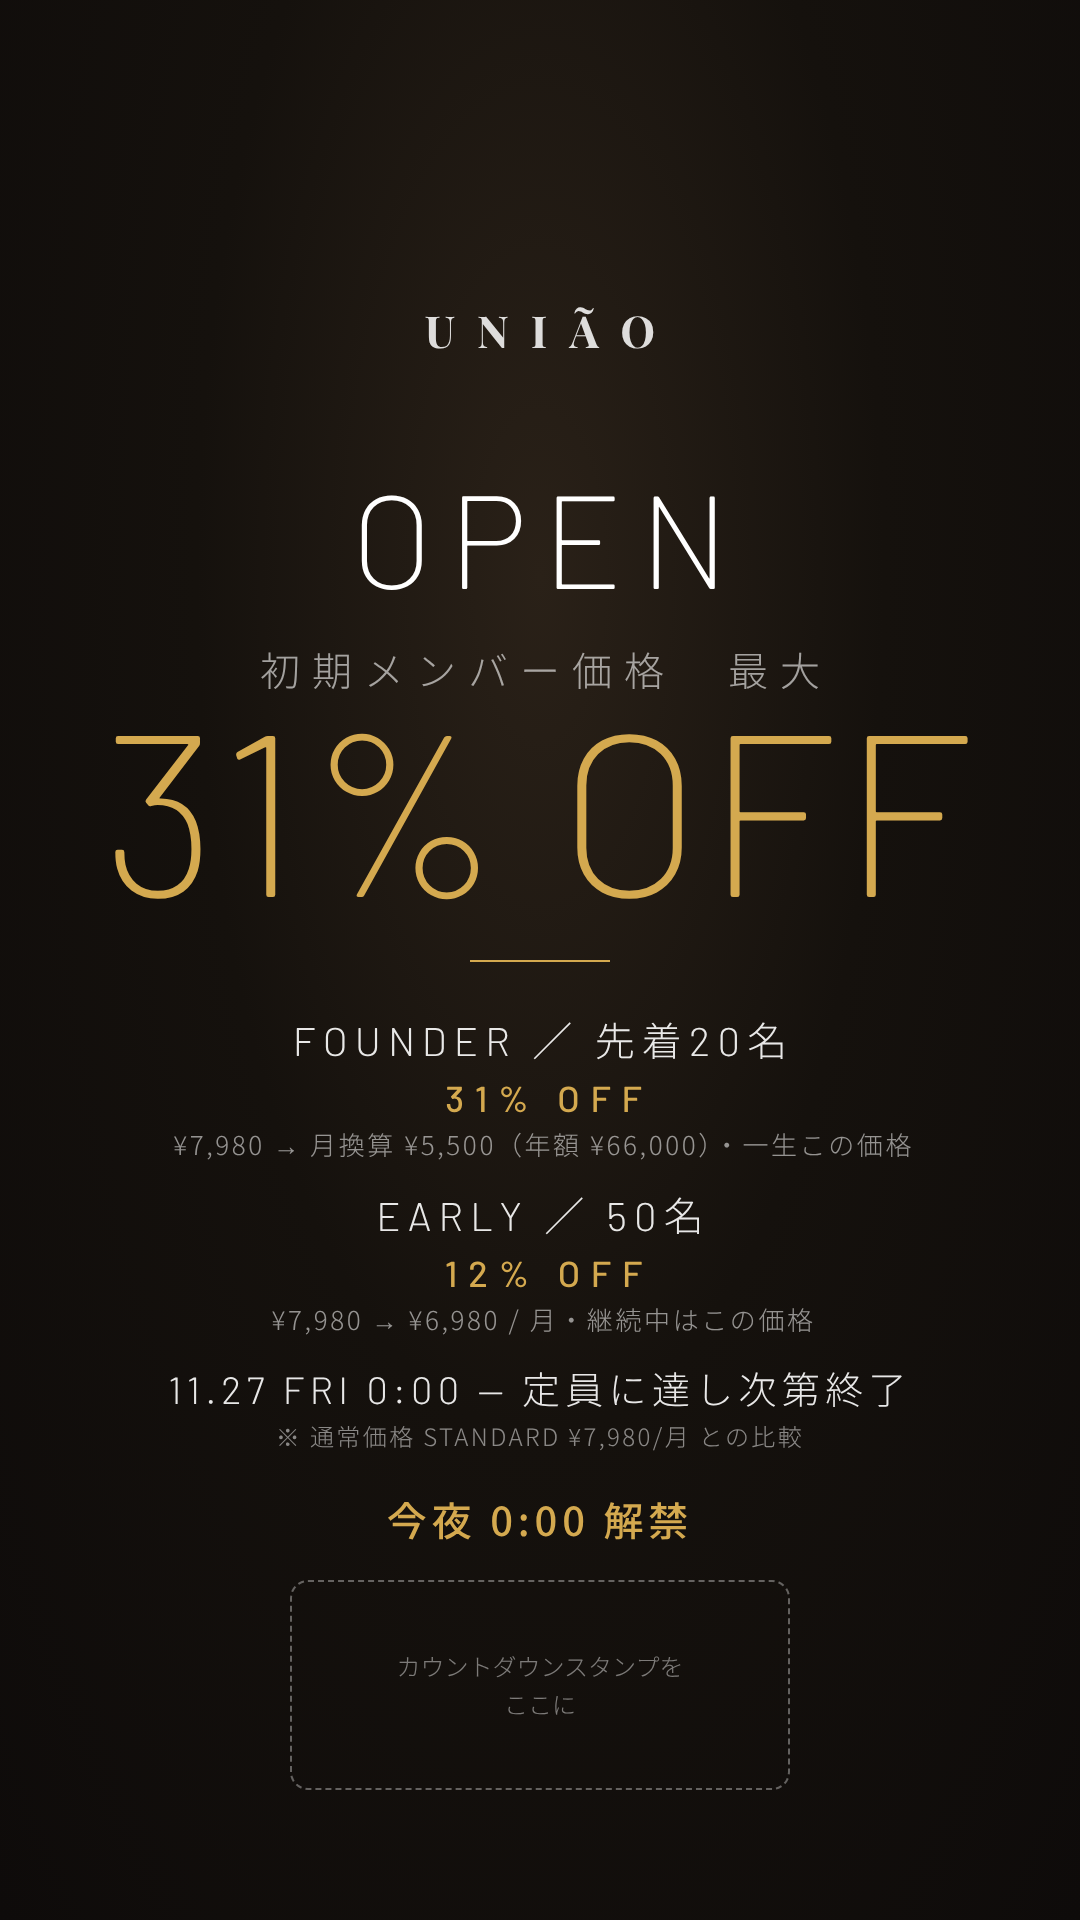 UNIÃO
OPEN
初期メンバー価格　最大
31% OFF
FOUNDER ／ 先着20名
31% OFF
¥7,980 → 月換算 ¥5,500（年額 ¥66,000）・一生この価格
EARLY ／ 50名
12% OFF
¥7,980 → ¥6,980 / 月・継続中はこの価格
11.27 FRI 0:00 — 定員に達し次第終了
※ 通常価格 STANDARD ¥7,980/月 との比較
今夜 0:00 解禁
カウントダウンスタンプを
ここに